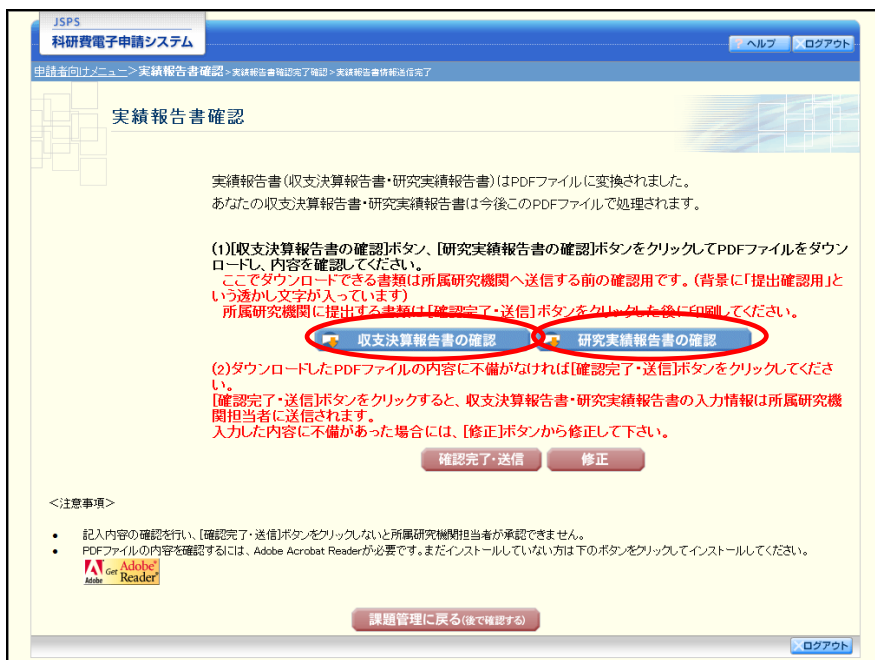 JSPS
科研費電子申請システム
? ヘルプ
ログアウト
申請者向けメニュー>実績報告書確認>実績報告書確認完了確認>実績報告書情報送信完了
実績報告書確認
実績報告書(収支決算報告書・研究実績報告書)はPDFファイルに変換されました。
あなたの収支決算報告書・研究実績報告書は今後このPDFファイルで処理されます。
(1)[収支決算報告書の確認]ボタン、[研究実績報告書の確認]ボタンをクリックしてPDFファイルをダウン
ロードし、内容を確認してください。
ここでダウンロードできる書類は所属研究機関へ送信する前の確認用です。(背景に「提出確認用」と
いう透かし文字が入っています)
所属研究機関に提出する書類は[確認完了・送信]ボタンをクリックした後に印刷してください。
収支決算報告書の確認
研究実績報告書の確認
(2)ダウンロードしたPDFファイルの内容に不備がなければ[確認完了・送信]ボタンをクリックしてくださ
い。
[確認完了・送信]ボタンをクリックすると、収支決算報告書・研究実績報告書の入力情報は所属研究機
関担当者に送信されます。
入力した内容に不備があった場合には、[修正]ボタンから修正して下さい。
確認完了・送信
修正
<注意事項>
• 記入内容の確認を行い、[確認完了・送信]ボタンをクリックしないと所属研究機関担当者が承認できません。
• PDFファイルの内容を確認するには、Adobe Acrobat Readerが必要です。まだインストールしていない方は下のボタンをクリックしてインストールしてください。
Adobe Get Adobe® Reader®
課題管理に戻る(後で確認する)
ログアウト